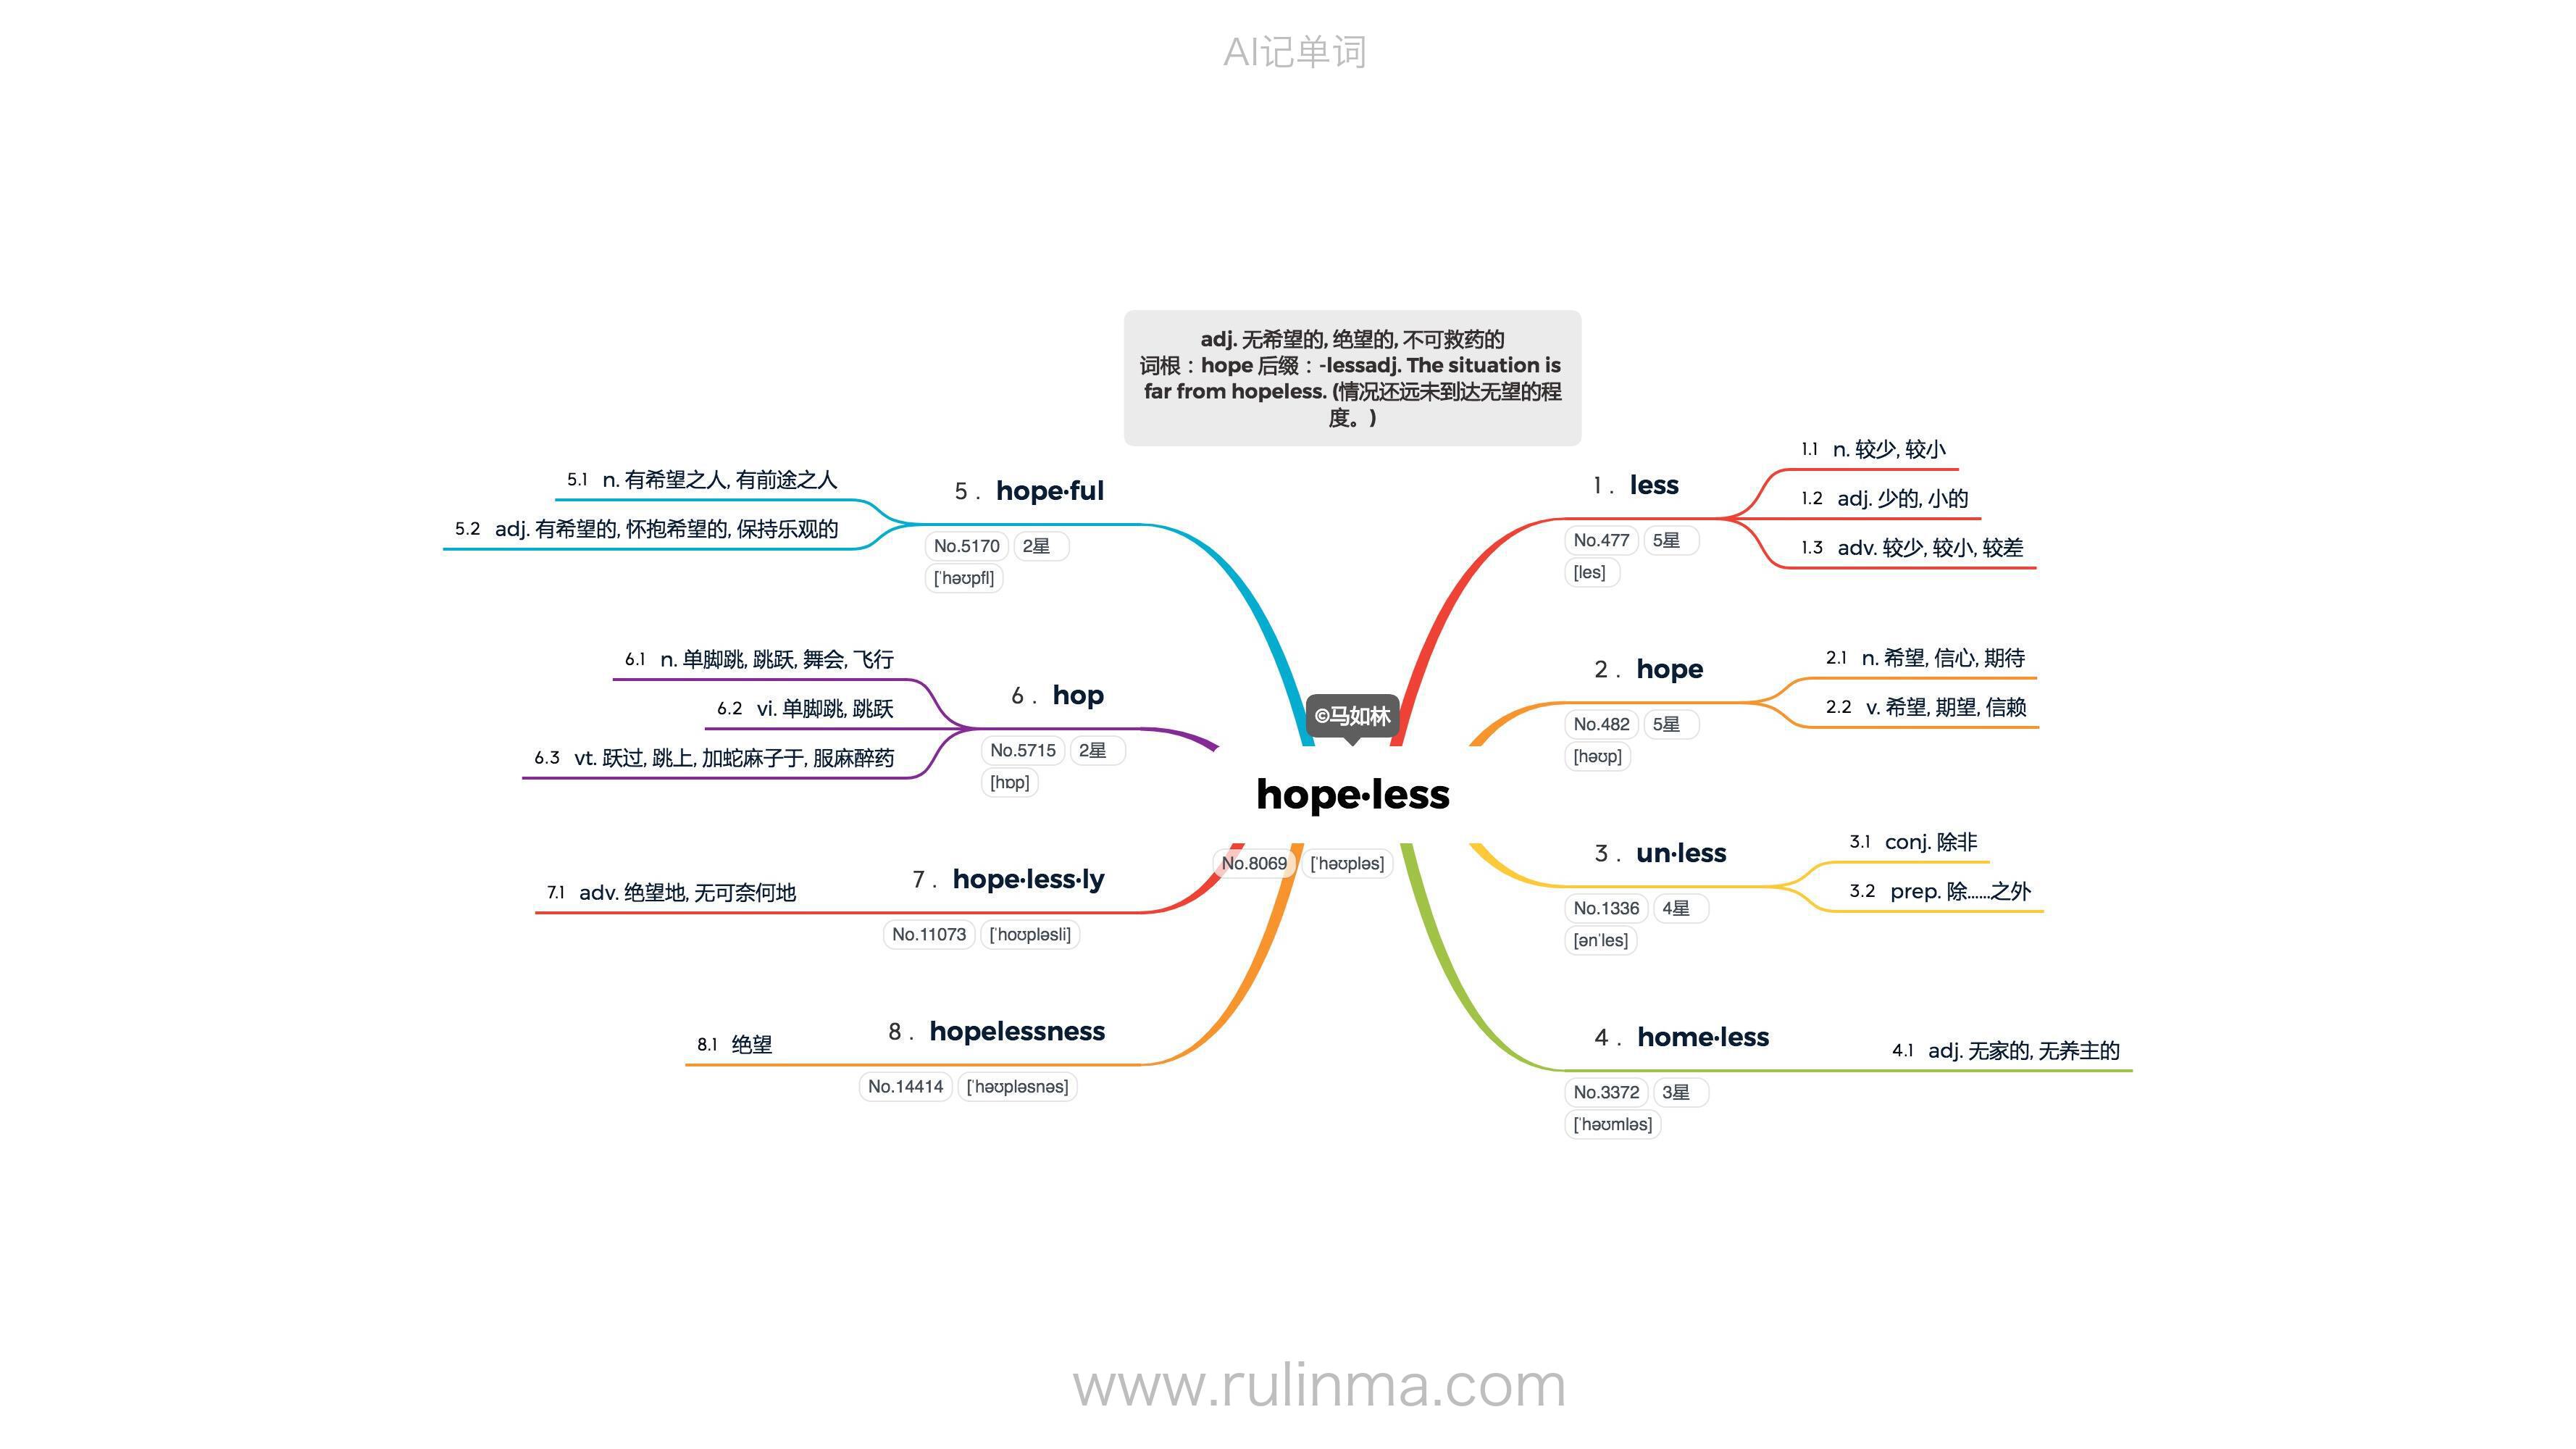 AI记单词
adj. 无希望的, 绝望的, 不可救药的
词根：hope 后缀：-lessadj. The situation is
far from hopeless. (情况还远未到达无望的程
度。)
©马如林
hope·less
No.8069 [ˈhəʊpləs]
1. less
No.477 5星
[les]
1.1 n. 较少, 较小
1.2 adj. 少的, 小的
1.3 adv. 较少, 较小, 较差
2. hope
No.482 5星
[həʊp]
2.1 n. 希望, 信心, 期待
2.2 v. 希望, 期望, 信赖
3. un·less
No.1336 4星
[ənˈles]
3.1 conj. 除非
3.2 prep. 除……之外
4. home·less
No.3372 3星
[ˈhəʊmləs]
4.1 adj. 无家的, 无养主的
5. hope·ful
No.5170 2星
[ˈhəʊpfl]
5.1 n. 有希望之人, 有前途之人
5.2 adj. 有希望的, 怀抱希望的, 保持乐观的
6. hop
No.5715 2星
[hɒp]
6.1 n. 单脚跳, 跳跃, 舞会, 飞行
6.2 vi. 单脚跳, 跳跃
6.3 vt. 跃过, 跳上, 加蛇麻子于, 服麻醉药
7. hope·less·ly
No.11073 [ˈhoʊpləsli]
7.1 adv. 绝望地, 无可奈何地
8. hopelessness
No.14414 [ˈhəʊpləsnəs]
8.1 绝望
www.rulinma.com